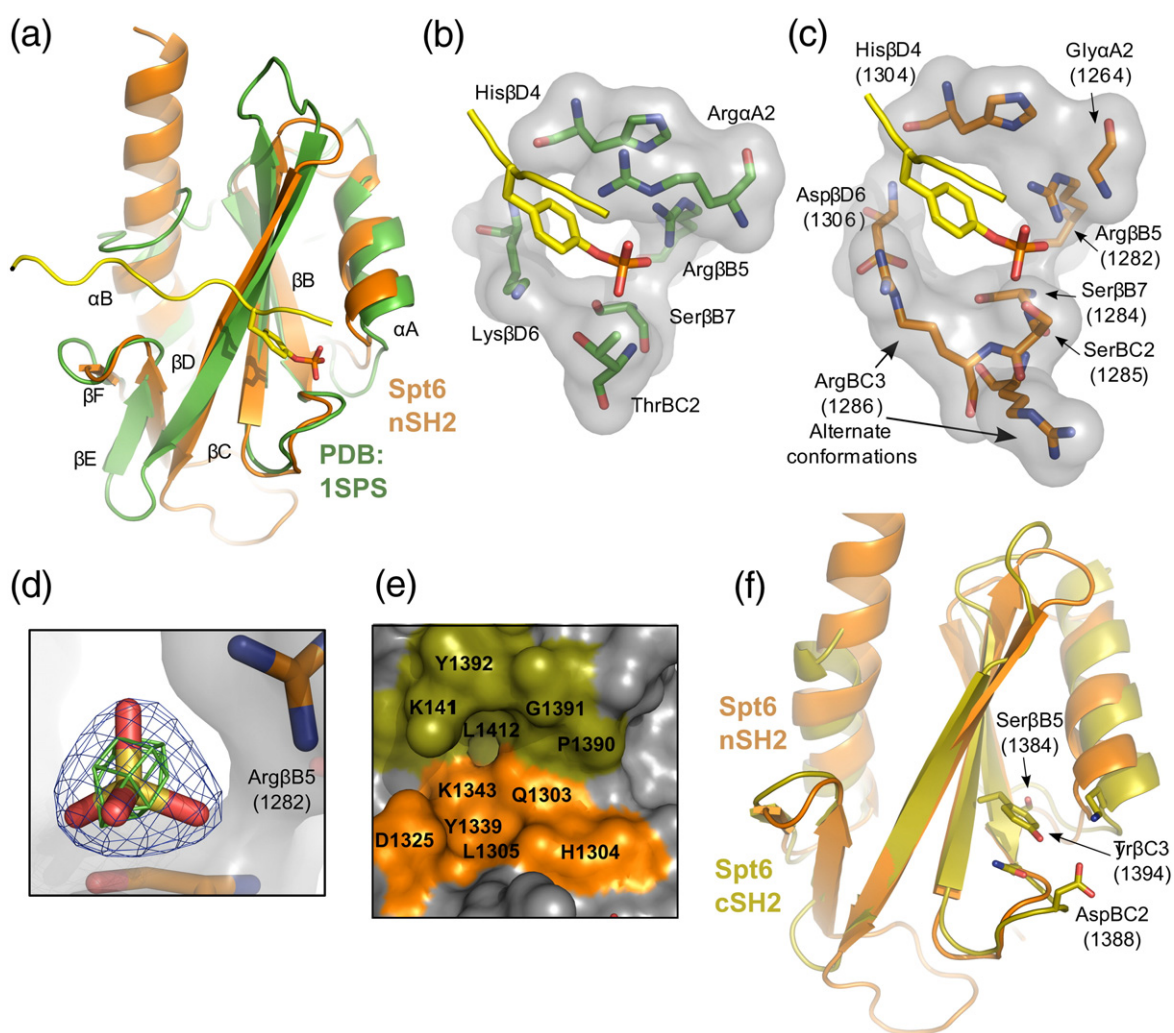 (a)
αB
βB
αA
βD
βF
βC
βE
Spt6
nSH2
PDB:
1SPS
(b)
HisβD4
ArgαA2
ArgβB5
LysβD6
SerβB7
ThrBC2
(c)
HisβD4
(1304)
GlyαA2
(1264)
AspβD6
(1306)
ArgβB5
(1282)
SerβB7
(1284)
SerBC2
(1285)
ArgBC3
(1286)
Alternate
conformations
(d)
ArgβB5
(1282)
(e)
Y1392
K141
G1391
L1412
P1390
K1343
Q1303
D1325
Y1339
L1305
H1304
(f)
Spt6
nSH2
SerβB5
(1384)
Spt6
cSH2
TyrβC3
(1394)
AspBC2
(1388)